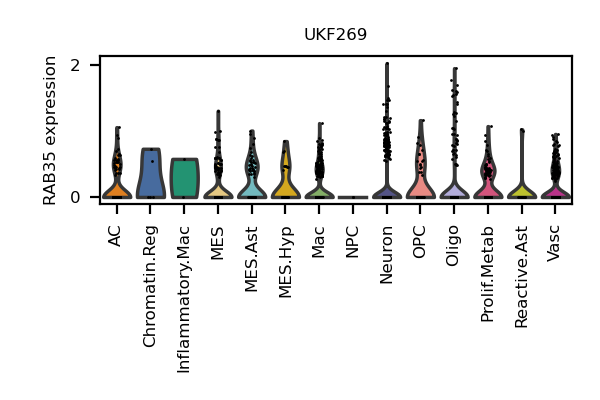 UKF269
RAB35 expression
2
0
AC
Chromatin.Reg
Inflammatory.Mac
MES
MES.Ast
MES.Hyp
Mac
NPC
Neuron
OPC
Oligo
Prolif.Metab
Reactive.Ast
Vasc